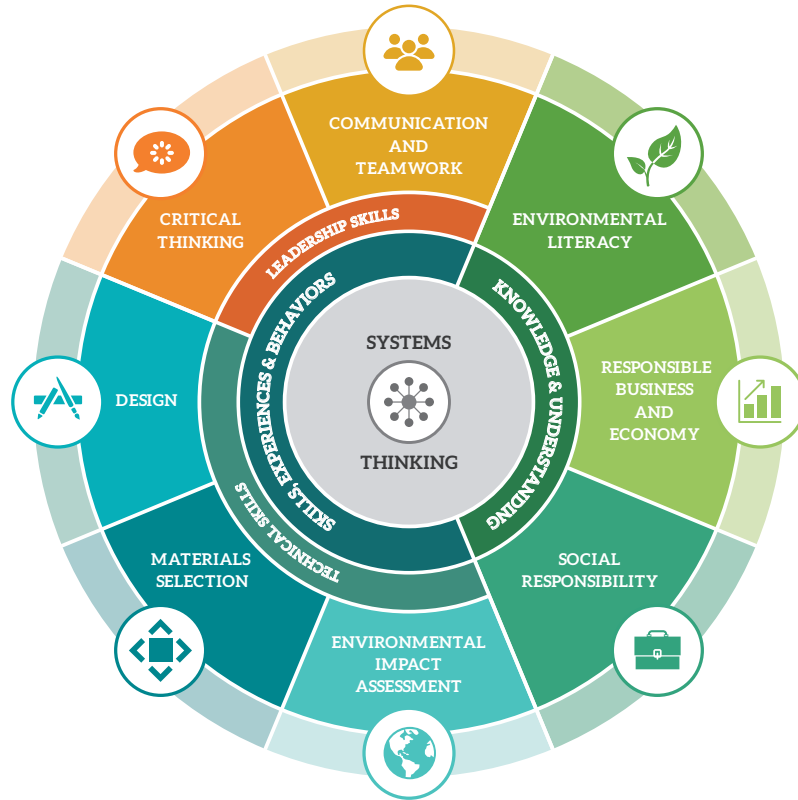 COMMUNICATION
AND
TEAMWORK
ENVIRONMENTAL
LITERACY
RESPONSIBLE
BUSINESS
AND
ECONOMY
SOCIAL
RESPONSIBILITY
ENVIRONMENTAL
IMPACT
ASSESSMENT
MATERIALS
SELECTION
DESIGN
CRITICAL
THINKING
LEADERSHIP SKILLS
TECHNICAL SKILLS
SKILLS, EXPERIENCES & BEHAVIORS
KNOWLEDGE & UNDERSTANDING
SYSTEMS
THINKING